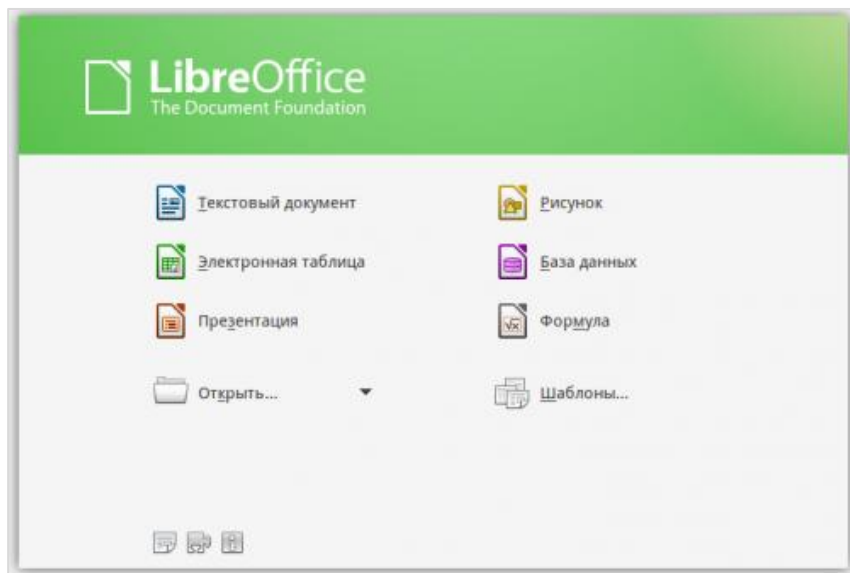 LibreOffice
The Document Foundation
Текстовый документ
Рисунок
Электронная таблица
База данных
Презентация
Формула
Открыть...
Шаблоны...